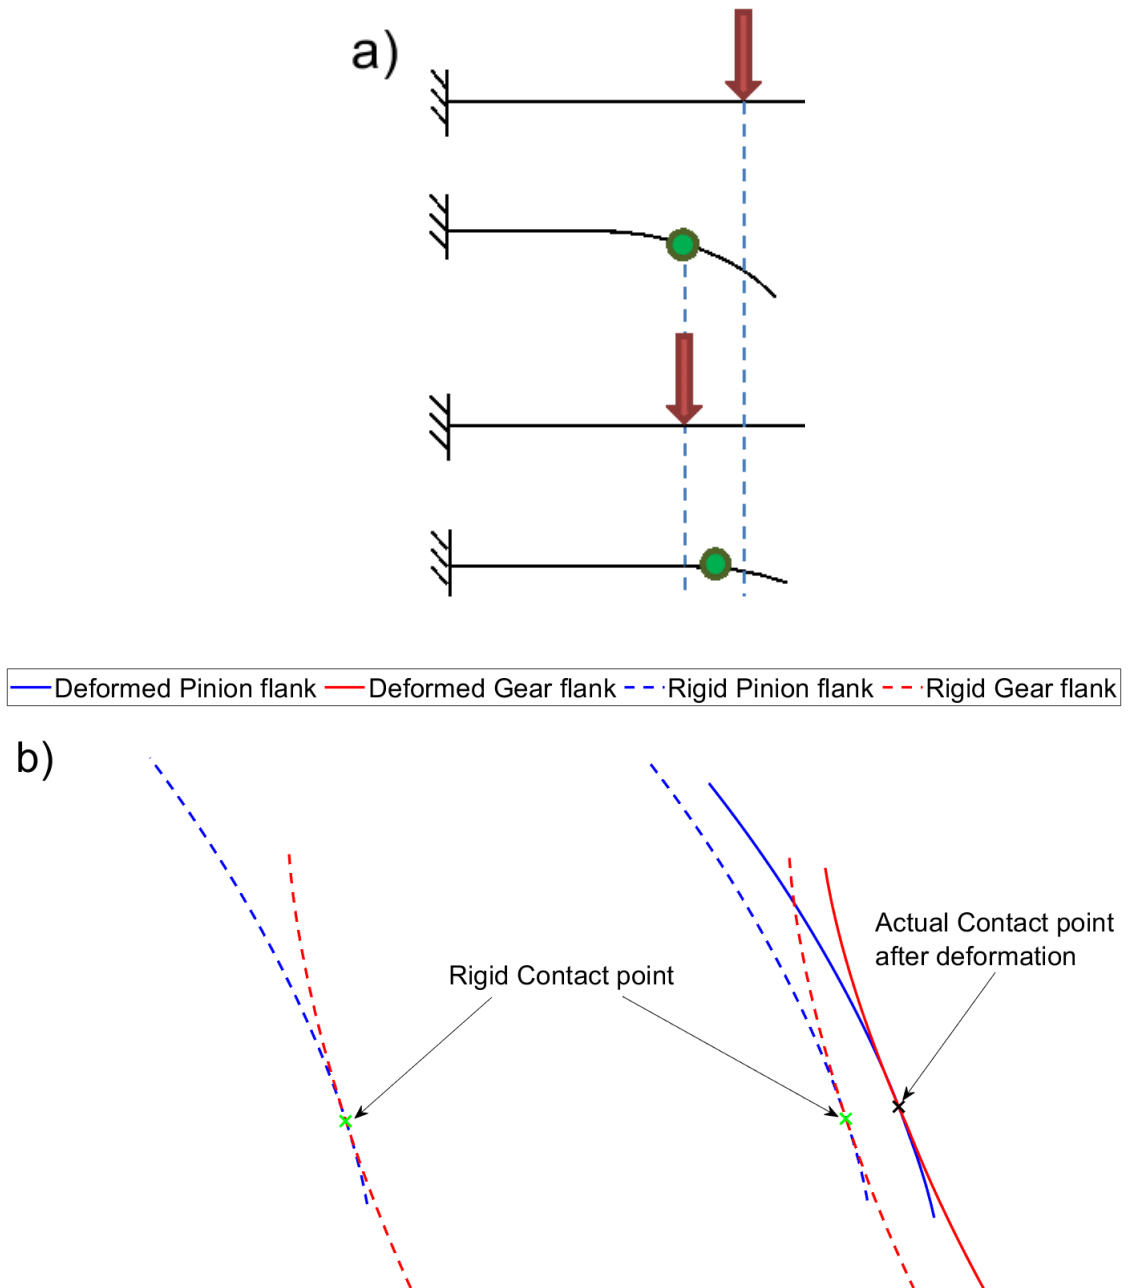 a)
Deformed Pinion flank Deformed Gear flank Rigid Pinion flank Rigid Gear flank
b)
Actual Contact point
after deformation
Rigid Contact point